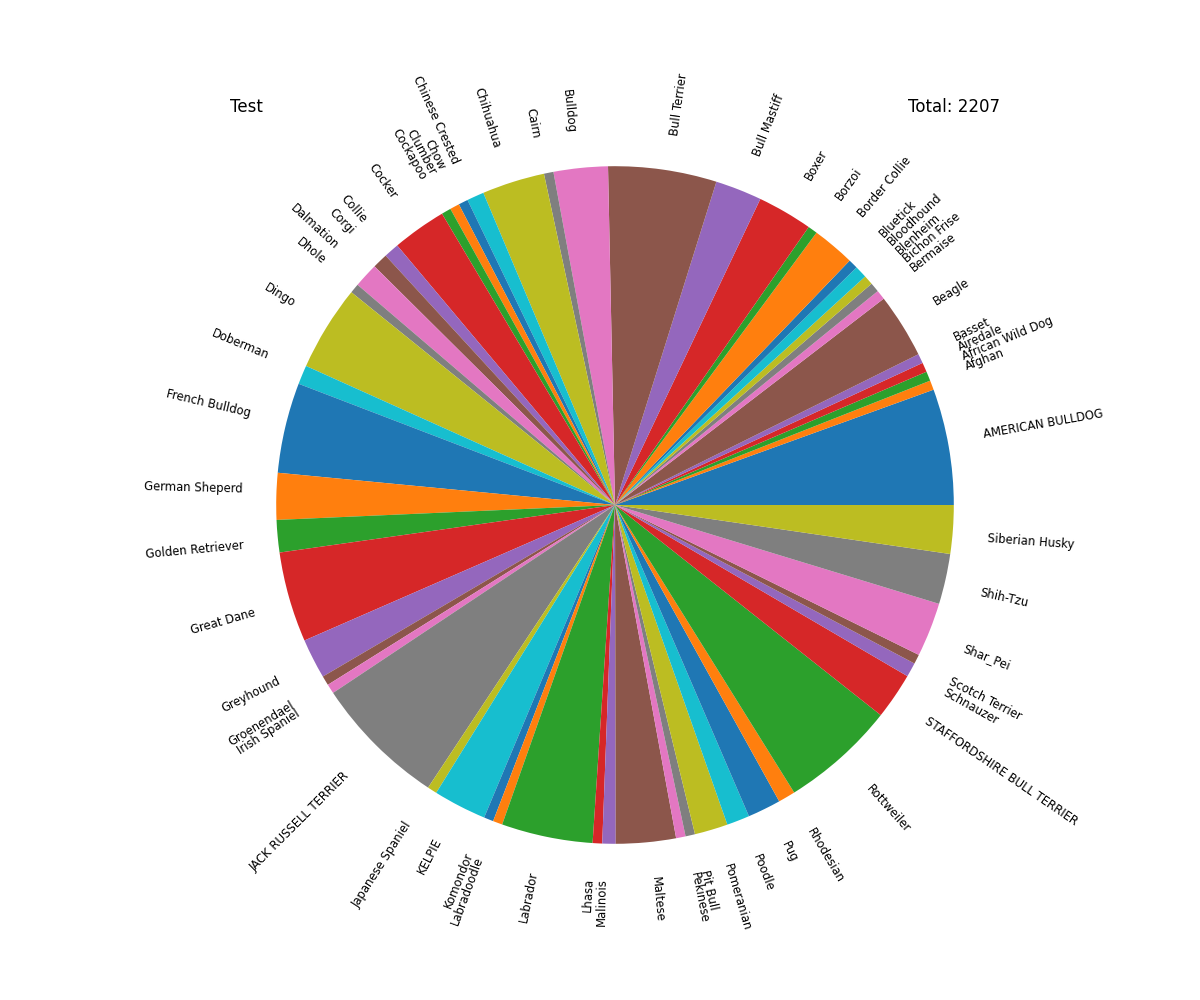 Test
Total: 2207
AMERICAN BULLDOG
Afghan
African Wild Dog
Airedale
Basset
Beagle
Bermaise
Bichon Frise
Blenheim
Bloodhound
Bluetick
Border Collie
Borzoi
Boxer
Bull Mastiff
Bull Terrier
Bulldog
Cairn
Chihuahua
Chinese Crested
Chow
Clumber
Cockapoo
Cocker
Collie
Corgi
Dalmation
Dhole
Dingo
Doberman
French Bulldog
German Sheperd
Golden Retriever
Great Dane
Greyhound
Groenendael
Irish Spaniel
JACK RUSSELL TERRIER
Japanese Spaniel
KELPIE
Komondor
Labradoodle
Labrador
Lhasa
Malinois
Maltese
Pekinese
Pit Bull
Pomeranian
Poodle
Pug
Rhodesian
Rottweiler
STAFFORDSHIRE BULL TERRIER
Schnauzer
Scotch Terrier
Shar_Pei
Shih-Tzu
Siberian Husky